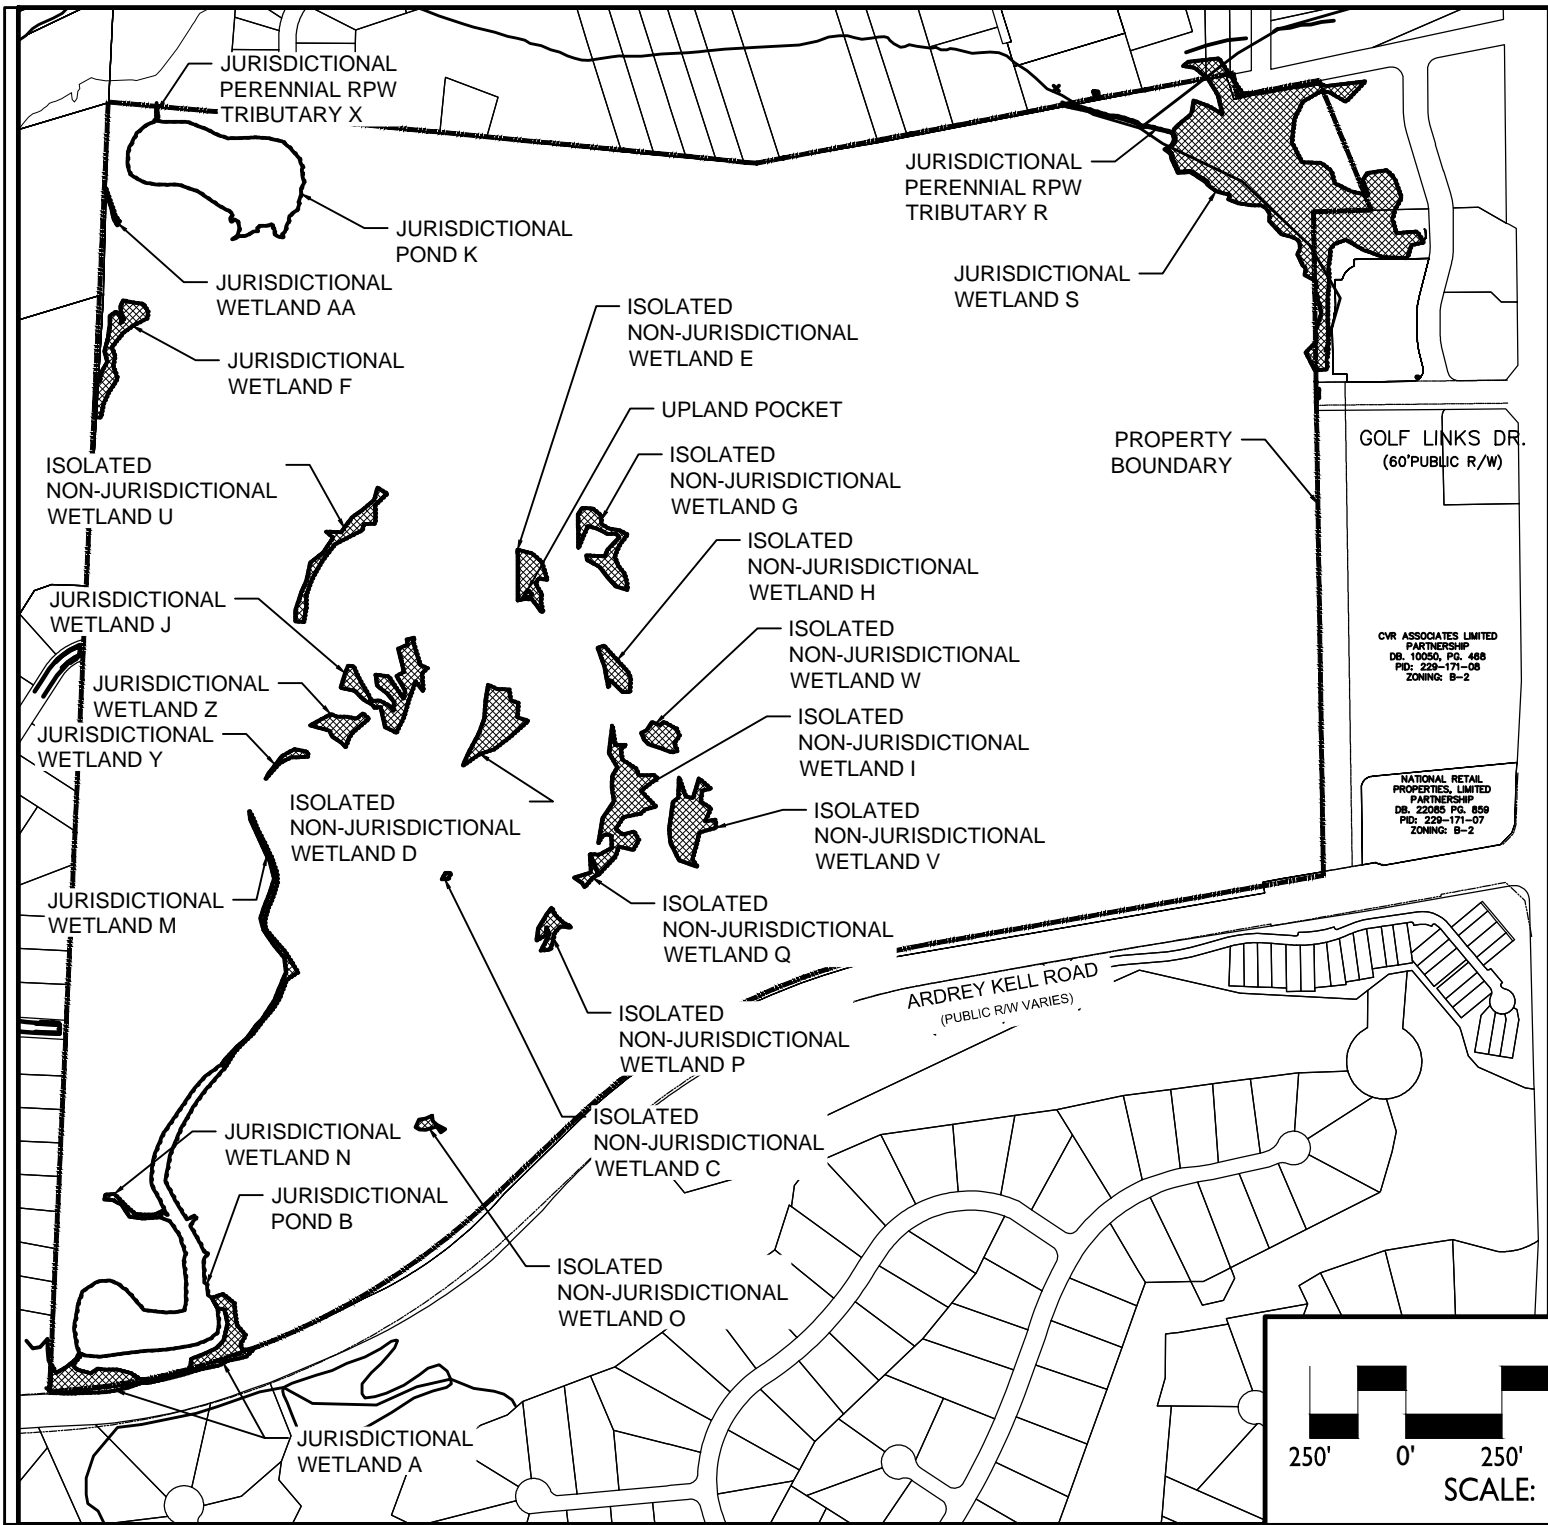 JURISDICTIONAL
PERENNIAL RPW
TRIBUTARY X
JURISDICTIONAL
PERENNIAL RPW
TRIBUTARY R
JURISDICTIONAL
POND K
JURISDICTIONAL
WETLAND AA
JURISDICTIONAL
WETLAND S
ISOLATED
NON-JURISDICTIONAL
WETLAND E
JURISDICTIONAL
WETLAND F
UPLAND POCKET
PROPERTY
BOUNDARY
GOLF LINKS DR.
(60'PUBLIC R/W)
ISOLATED
NON-JURISDICTIONAL
WETLAND U
ISOLATED
NON-JURISDICTIONAL
WETLAND G
ISOLATED
NON-JURISDICTIONAL
WETLAND H
JURISDICTIONAL
WETLAND J
ISOLATED
NON-JURISDICTIONAL
WETLAND W
CVR ASSOCIATES LIMITED
PARTNERSHIP
DB. 10050, PG. 468
PID: 229-171-08
ZONING: B-2
JURISDICTIONAL
WETLAND Z
JURISDICTIONAL
WETLAND Y
ISOLATED
NON-JURISDICTIONAL
WETLAND I
NATIONAL RETAIL
PROPERTIES, LIMITED
PARTNERSHIP
DB. 22085 PG. 859
PID: 229-171-07
ZONING: B-2
ISOLATED
NON-JURISDICTIONAL
WETLAND D
ISOLATED
NON-JURISDICTIONAL
WETLAND V
JURISDICTIONAL
WETLAND M
ISOLATED
NON-JURISDICTIONAL
WETLAND Q
ARDREY KELL ROAD
(PUBLIC R/W VARIES)
ISOLATED
NON-JURISDICTIONAL
WETLAND P
ISOLATED
NON-JURISDICTIONAL
WETLAND C
JURISDICTIONAL
WETLAND N
JURISDICTIONAL
POND B
ISOLATED
NON-JURISDICTIONAL
WETLAND O
JURISDICTIONAL
WETLAND A
250' 0' 250'
SCALE: